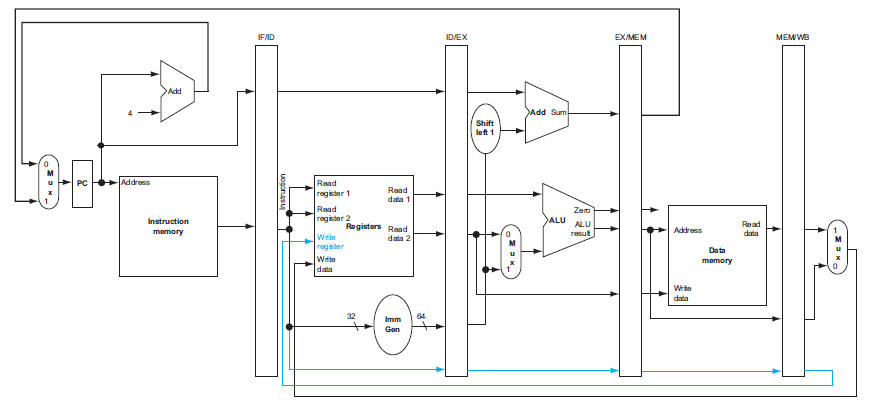 IF/ID
ID/EX
EX/MEM
MEM/WB
Add
4
Add Sum
Shift
left 1
0
M
u
x
1
PC
Address
Instruction
memory
Instruction
Read
register 1
Read
register 2
Write
register
Write
data
Registers
Read
data 1
Read
data 2
Zero
ALU
ALU
result
0
M
u
x
1
Address
Write
data
Data
memory
Read
data
1
M
u
x
0
32
Imm
Gen
64